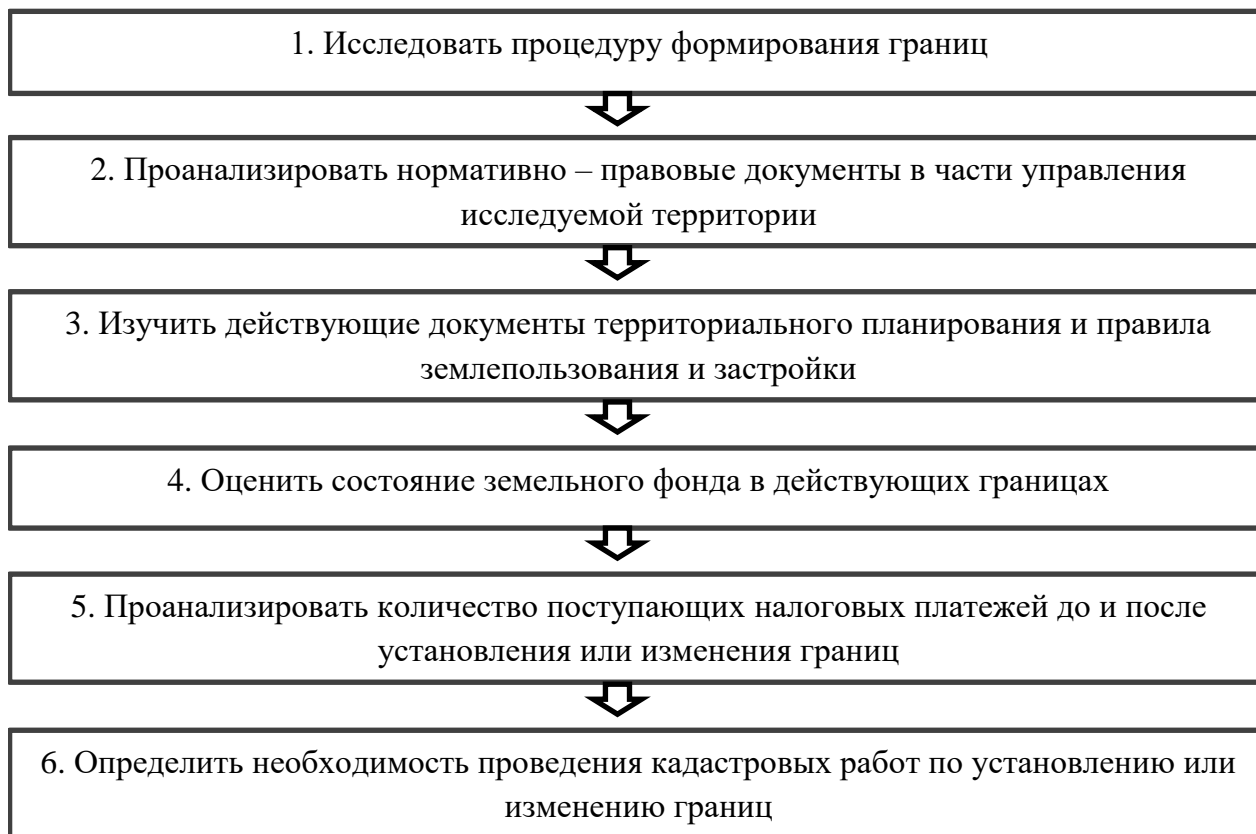 1. Исследовать процедуру формирования границ
2. Проанализировать нормативно – правовые документы в части управления
исследуемой территории
3. Изучить действующие документы территориального планирования и правила
землепользования и застройки
4. Оценить состояние земельного фонда в действующих границах
5. Проанализировать количество поступающих налоговых платежей до и после
установления или изменения границ
6. Определить необходимость проведения кадастровых работ по установлению или
изменению границ